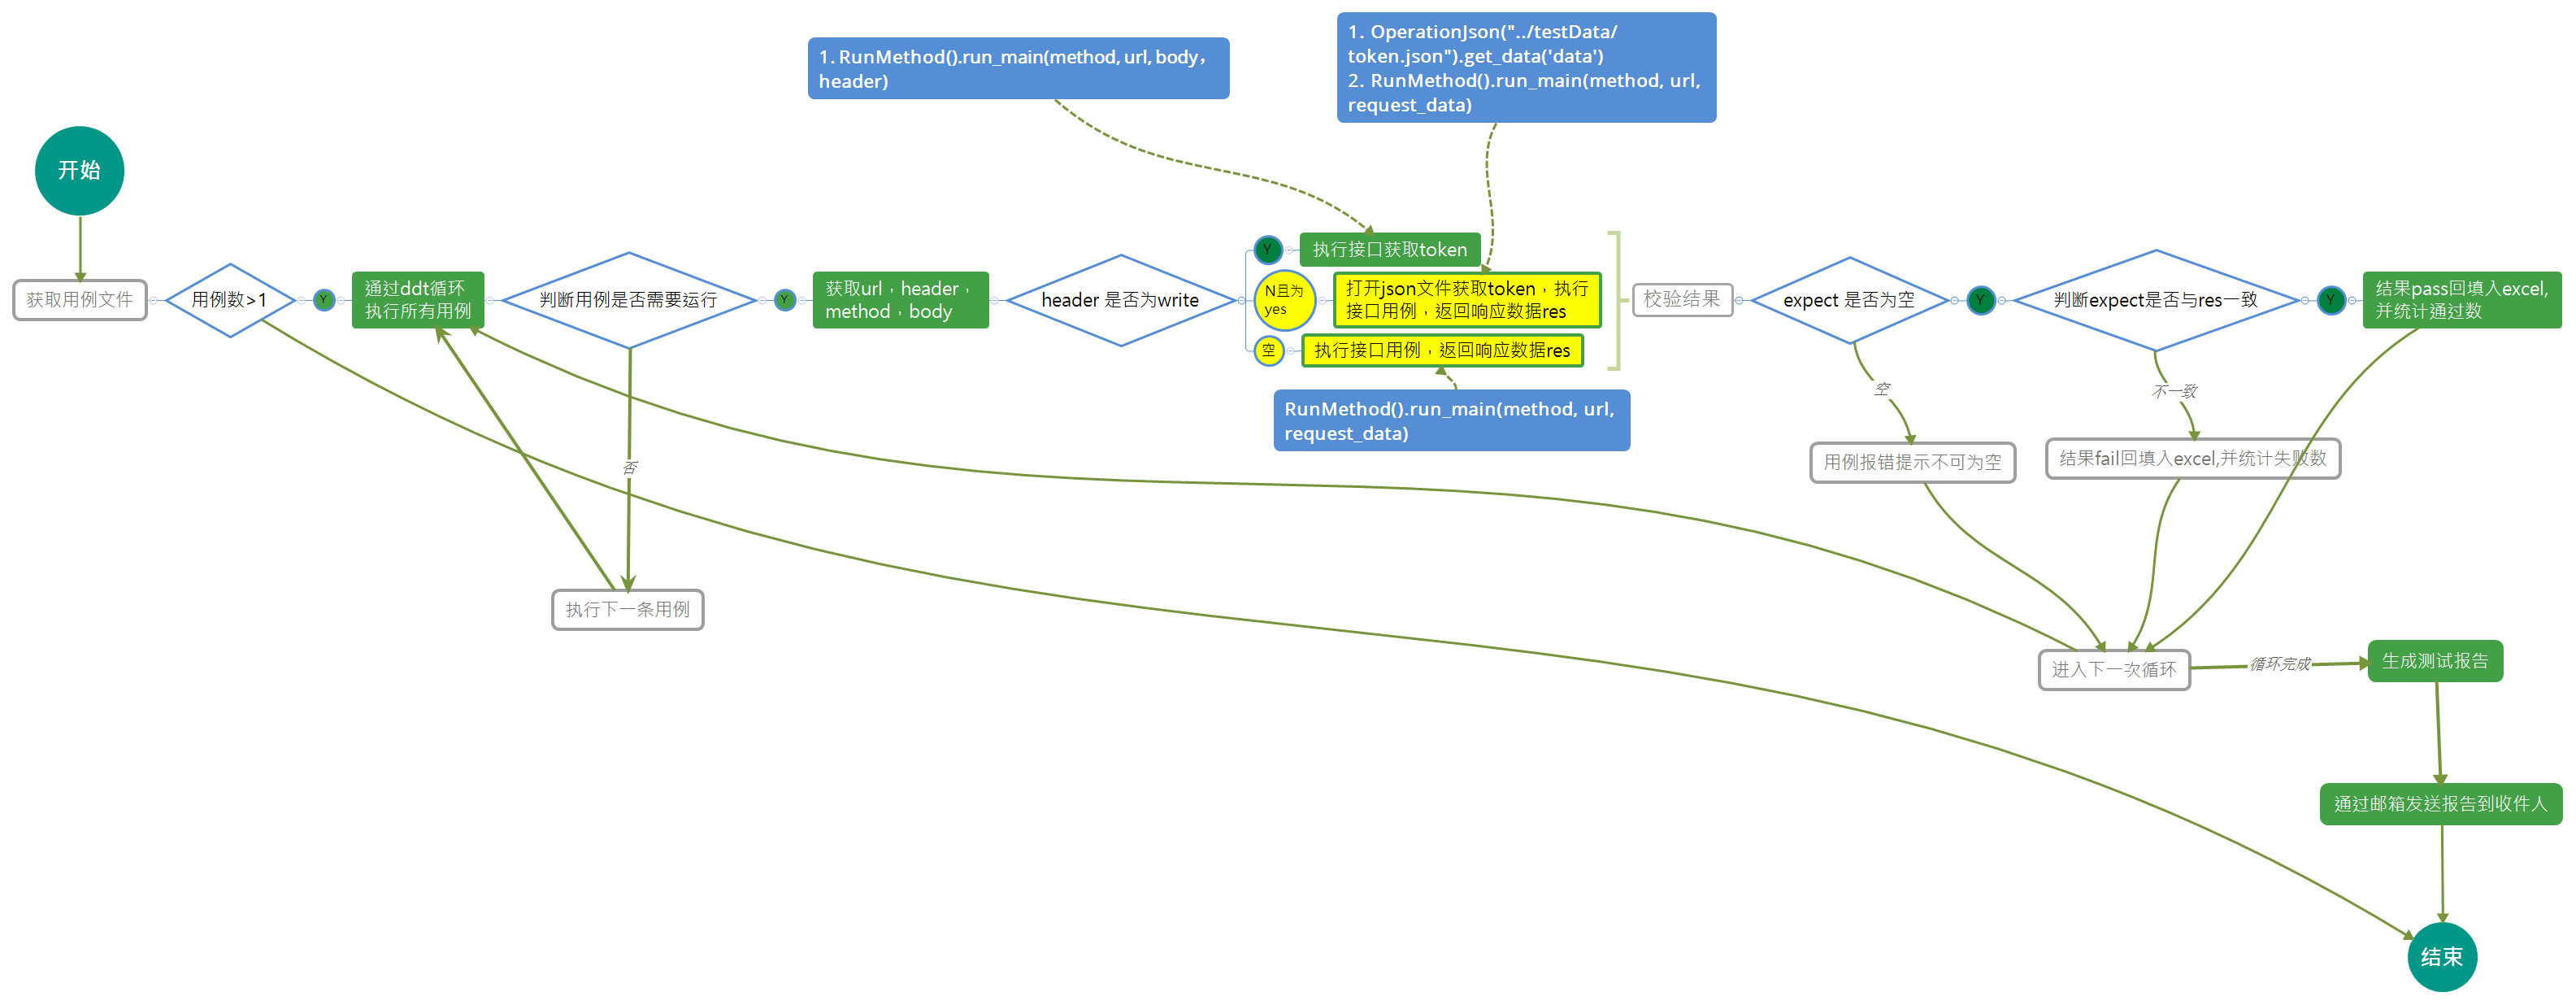 1. RunMethod().run_main(method, url, body，
header)
1. OperationJson("../testData/
token.json").get_data('data')
2. RunMethod().run_main(method, url,
request_data)
开始
获取用例文件
用例数>1
Y
通过ddt循环
执行所有用例
判断用例是否需要运行
Y
获取url，header，
method，body
header 是否为write
Y
执行接口获取token
N且为
yes
打开json文件获取token，执行
接口用例，返回响应数据res
空
执行接口用例，返回响应数据res
RunMethod().run_main(method, url,
request_data)
校验结果
expect 是否为空
Y
判断expect是否与res一致
Y
结果pass回填入excel,
并统计通过数
空
不一致
用例报错提示不可为空
结果fail回填入excel,并统计失败数
否
执行下一条用例
进入下一次循环
循环完成
生成测试报告
通过邮箱发送报告到收件人
结束